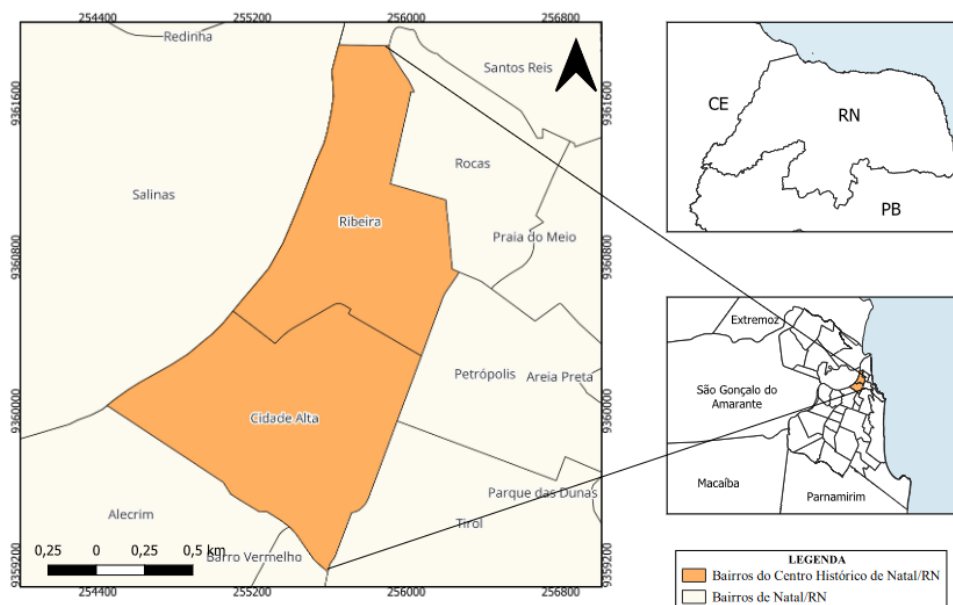 254400
255200
256000
256800
Redinha
Santos Reis
9361600
9361600
Rocas
Salinas
Ribeira
Praia do Meio
9360800
9360800
Petrópolis
Areia Preta
Cidade Alta
9360000
9360000
Parque das Dunas
Alecrim
Tirol
Barro Vermelho
0,25 0 0,25 0,5 km
9359200
9359200
254400
255200
256000
256800
CE
RN
PB
Extremoz
São Gonçalo do
Amarante
Macaíba
Parnamirim
LEGENDA
Bairros do Centro Histórico de Natal/RN
Bairros de Natal/RN